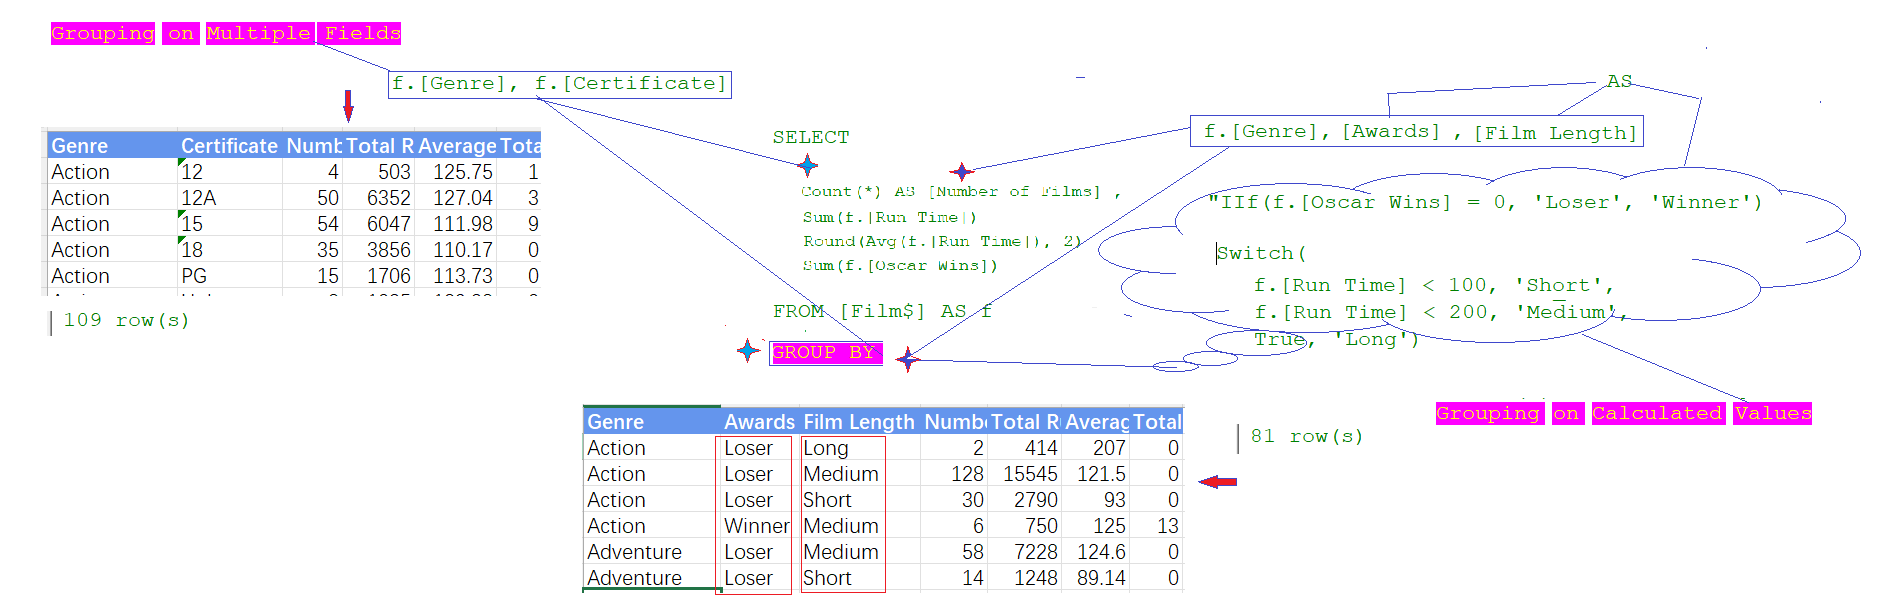 Grouping on Multiple Fields
f.[Genre], f.[Certificate]
Genre Certificate Numb Total R Average Tota
Action 12 4 503 125.75 1
Action 12A 50 6352 127.04 3
Action 15 54 6047 111.98 9
Action 18 35 3856 110.17 0
Action PG 15 1706 113.73 0
109 row(s)
SELECT
Count(*) AS [Number of Films] ,
Sum(f.[Run Time])
Round(Avg(f.[Run Time]), 2)
Sum(f.[Oscar Wins])
FROM [Film$] AS f
GROUP BY
AS
f.[Genre], [Awards] , [Film Length]
"IIf(f.[Oscar Wins] = 0, 'Loser', 'Winner')
Switch(
f.[Run Time] < 100, 'Short',
f.[Run Time] < 200, 'Medium',
True, 'Long')
Grouping on Calculated Values
81 row(s)
Genre Awards Film Length Numbe Total R Averag Total
Action Loser Long 2 414 207 0
Action Loser Medium 128 15545 121.5 0
Action Loser Short 30 2790 93 0
Action Winner Medium 6 750 125 13
Adventure Loser Medium 58 7228 124.6 0
Adventure Loser Short 14 1248 89.14 0